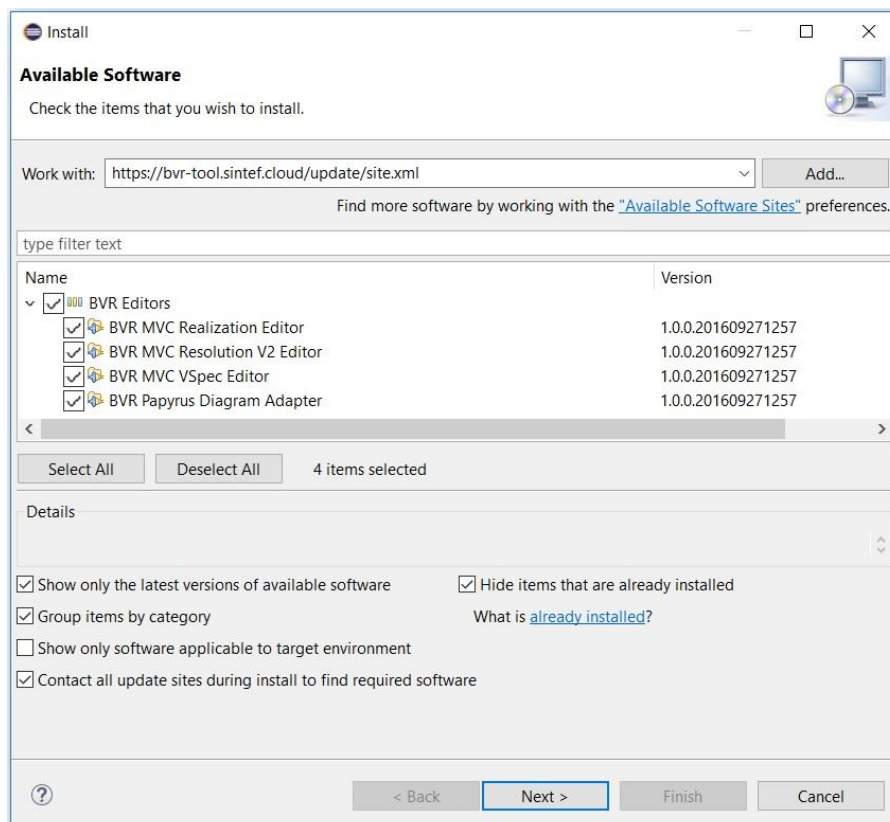 Install
Available Software
Check the items that you wish to install.
Work with: https://bvr-tool.sintef.cloud/update/site.xml Add...
Find more software by working with the "Available Software Sites" preferences.
type filter text
Name Version
BVR Editors
BVR MVC Realization Editor 1.0.0.201609271257
BVR MVC Resolution V2 Editor 1.0.0.201609271257
BVR MVC VSpec Editor 1.0.0.201609271257
BVR Papyrus Diagram Adapter 1.0.0.201609271257
Select All Deselect All 4 items selected
Details
Show only the latest versions of available software Hide items that are already installed
Group items by category What is already installed?
Show only software applicable to target environment
Contact all update sites during install to find required software
? < Back Next > Finish Cancel